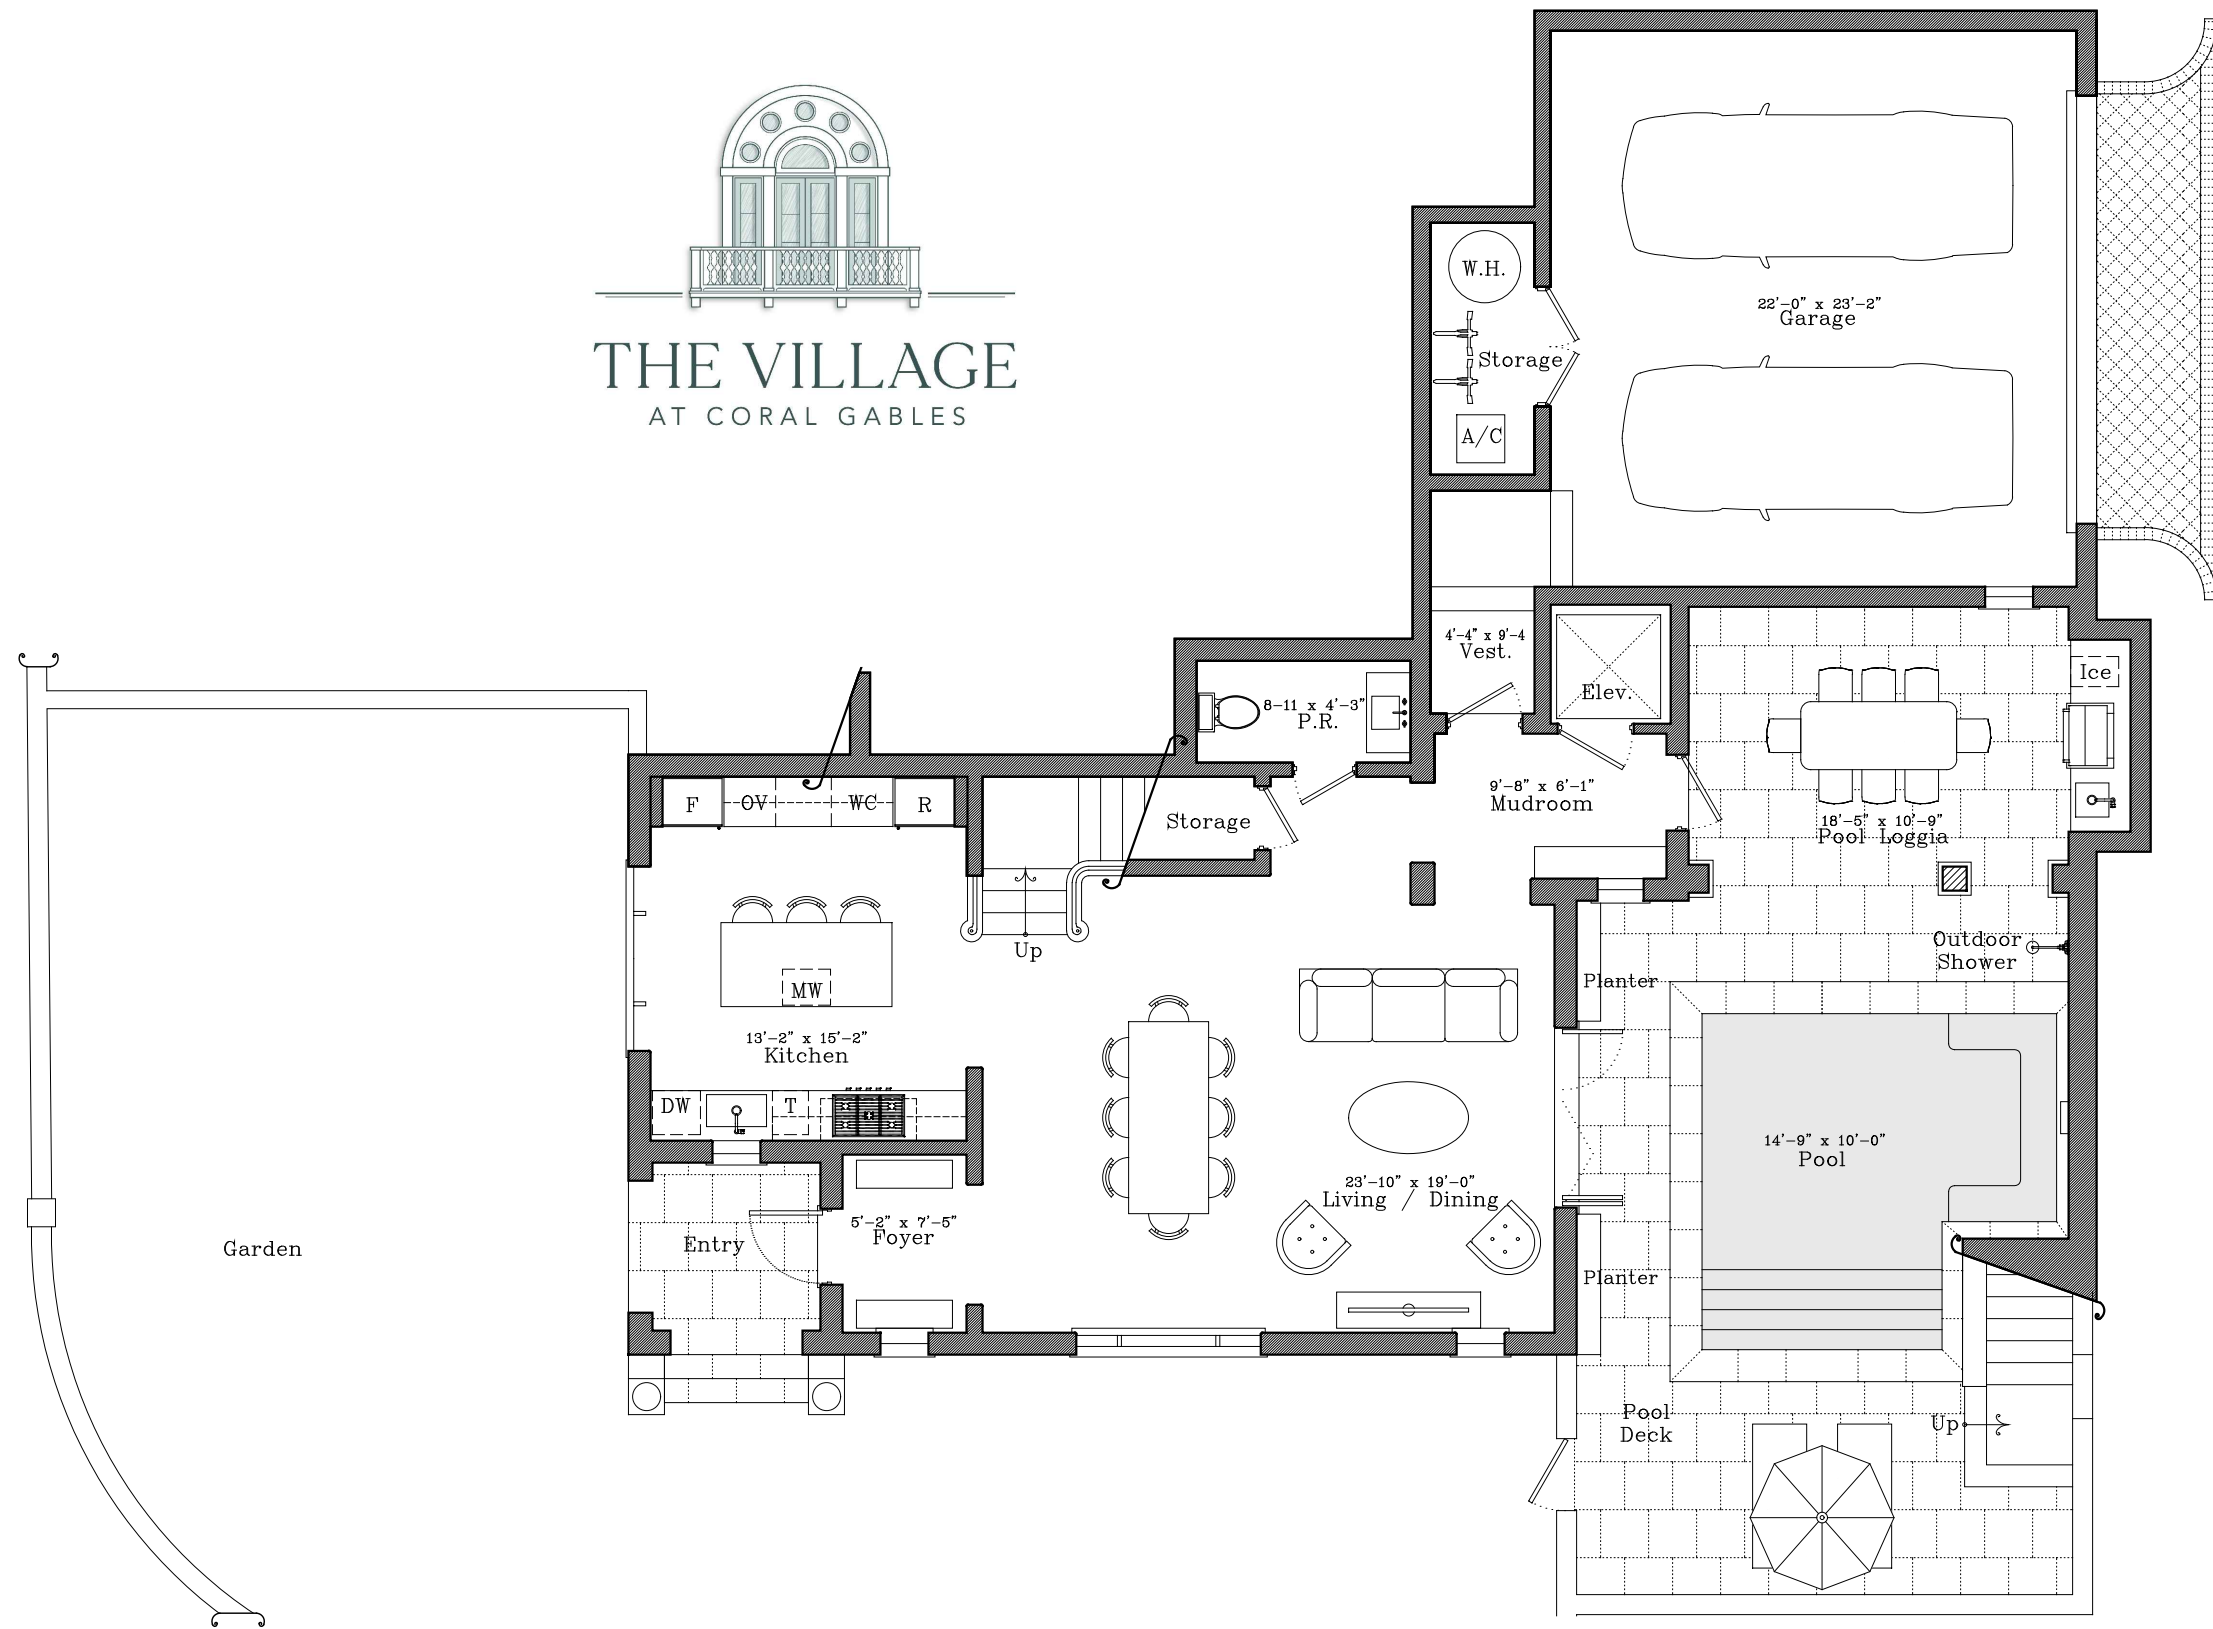 THE VILLAGE
AT CORAL GABLES
W.H.
Storage
A/C
22'-0" x 23'-2"
Garage
4'-4" x 9'-4
Vest.
Elev.
Ice
8-11 x 4'-3"
P.R.
9'-8" x 6'-1"
Mudroom
18'-5" x 10'-9"
Pool Loggia
F
OV
WC
R
Storage
Up
MW
13'-2" x 15'-2"
Kitchen
DW
T
Outdoor
Shower
Planter
14'-9" x 10'-0"
Pool
23'-10" x 19'-0"
Living / Dining
5'-2" x 7'-5"
Foyer
Entry
Garden
Planter
Pool
Deck
Up